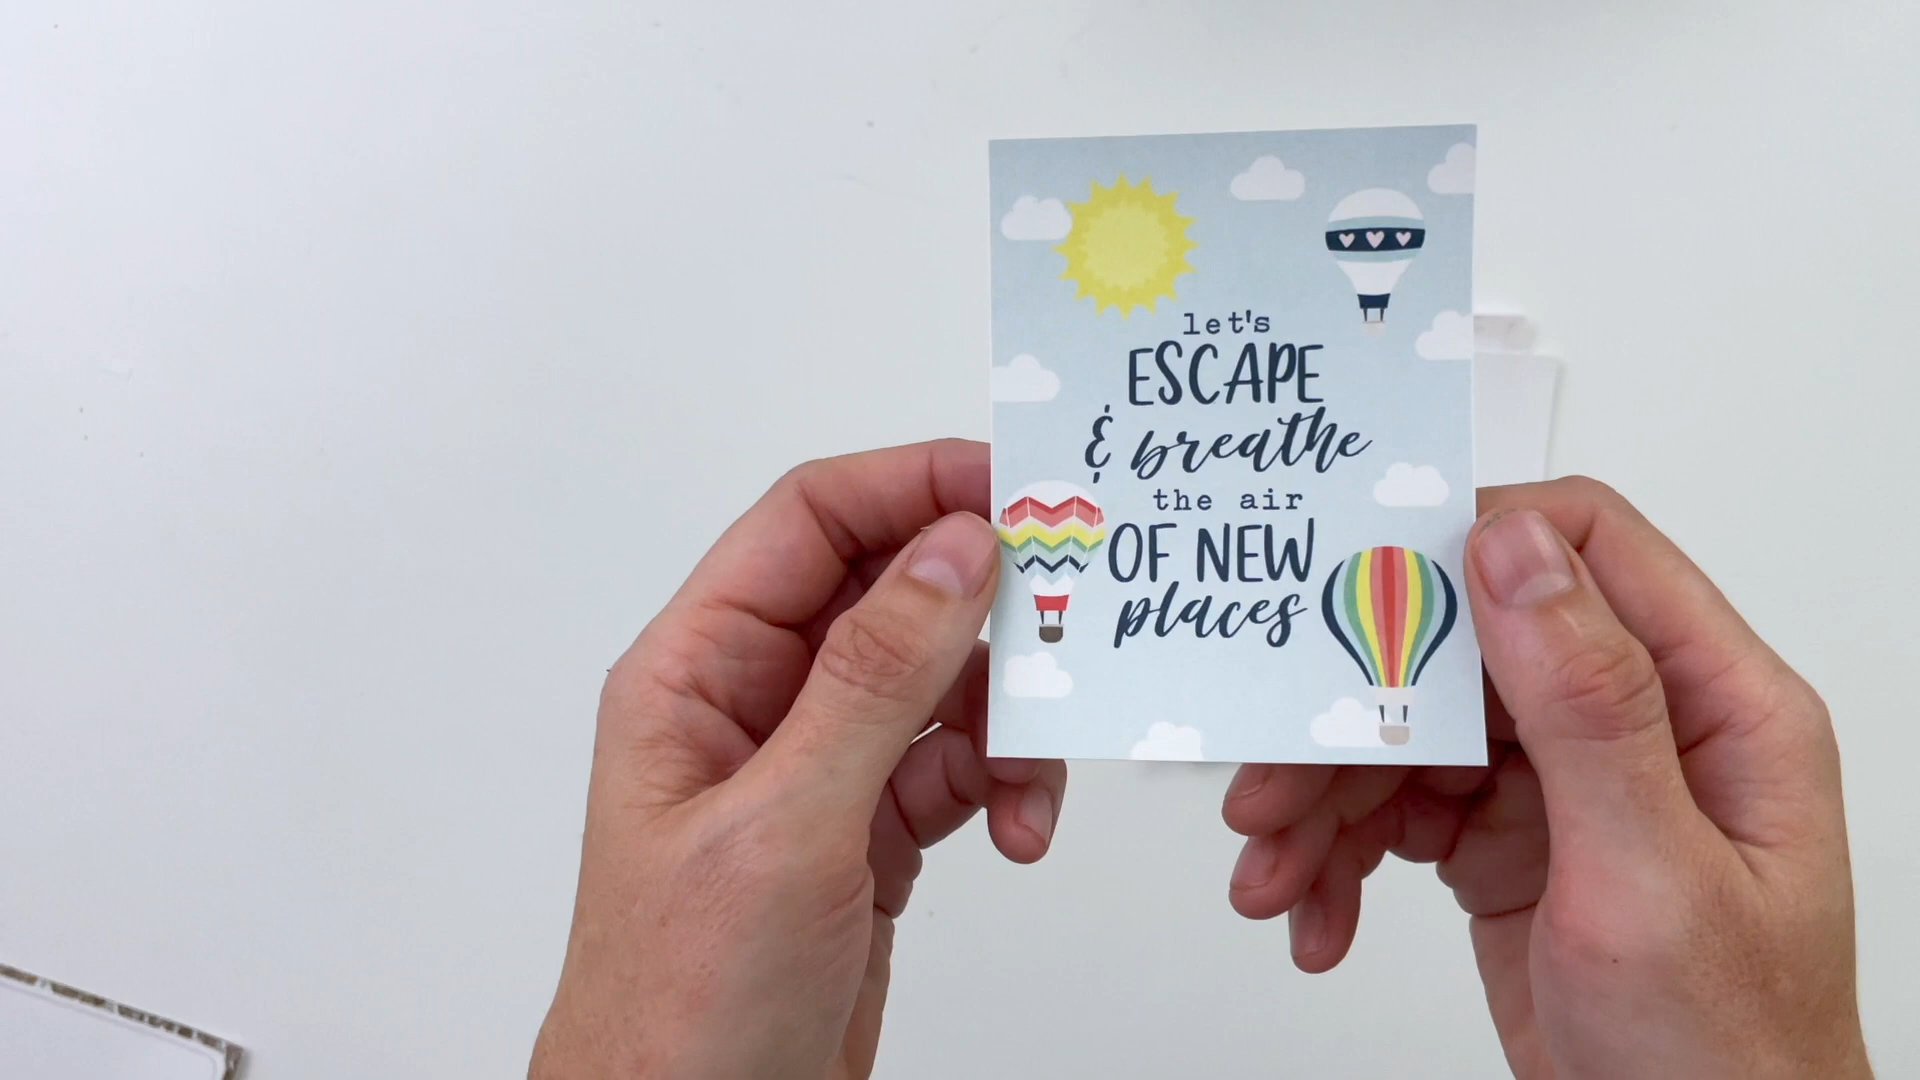 let's
ESCAPE
& breathe
the air
OF NEW
places